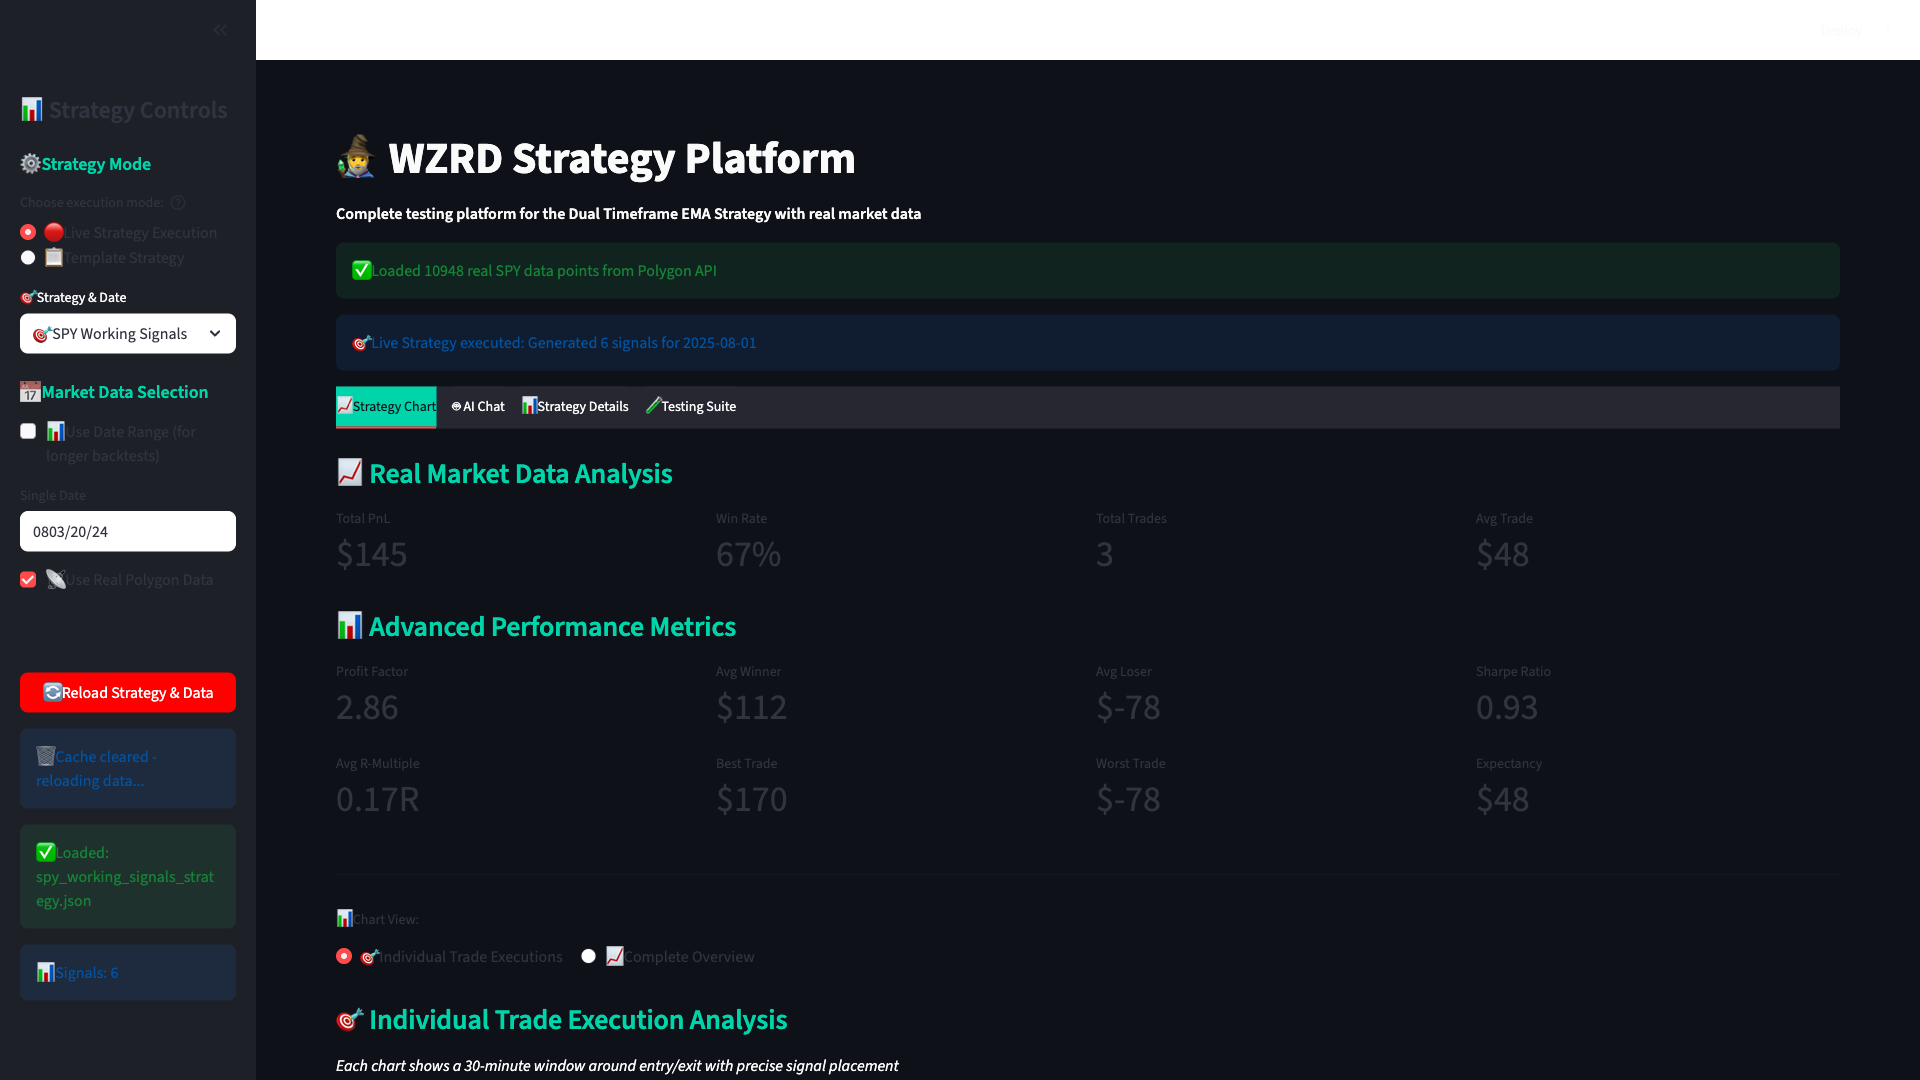 Strategy Controls
Strategy Mode
Choose execution mode:
Live Strategy Execution
Template Strategy
Strategy & Date
SPY Working Signals
Market Data Selection
Use Date Range (for
longer backtests)
Single Date
0803/20/24
Use Real Polygon Data
Reload Strategy & Data
Cache cleared -
reloading data...
Loaded:
spy_working_signals_strat
egy.json
Signals: 6
WZRD Strategy Platform
Complete testing platform for the Dual Timeframe EMA Strategy with real market data
Loaded 10948 real SPY data points from Polygon API
Live Strategy executed: Generated 6 signals for 2025-08-01
Strategy Chart AI Chat Strategy Details Testing Suite
Real Market Data Analysis
Total PnL Win Rate Total Trades Avg Trade
$145 67% 3 $48
Advanced Performance Metrics
Profit Factor Avg Winner Avg Loser Sharpe Ratio
2.86 $112 $-78 0.93
Avg R-Multiple Best Trade Worst Trade Expectancy
0.17R $170 $-78 $48
Chart View:
Individual Trade Executions Complete Overview
Individual Trade Execution Analysis
Each chart shows a 30-minute window around entry/exit with precise signal placement